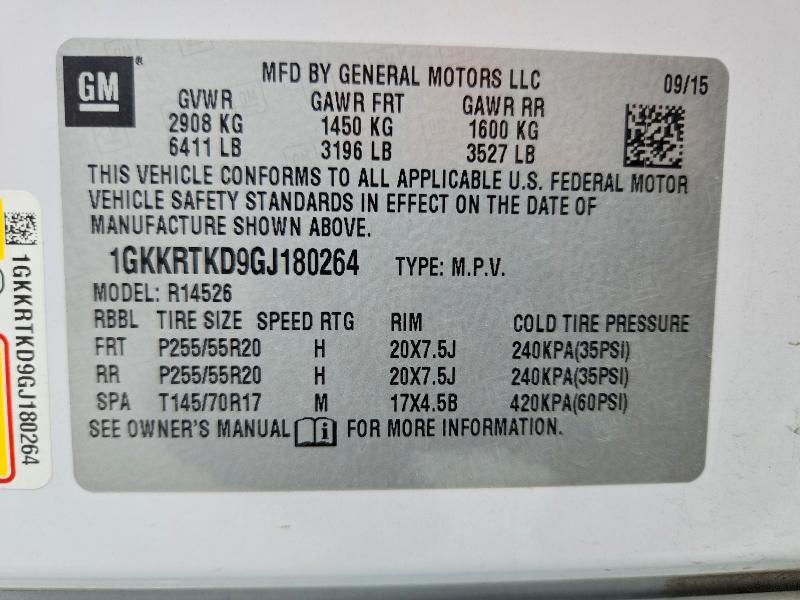 GM
MFD BY GENERAL MOTORS LLC 09/15
GVWR GAWR FRT GAWR RR
2908 KG 1450 KG 1600 KG
6411 LB 3196 LB 3527 LB
THIS VEHICLE CONFORMS TO ALL APPLICABLE U.S. FEDERAL MOTOR
VEHICLE SAFETY STANDARDS IN EFFECT ON THE DATE OF
MANUFACTURE SHOWN ABOVE.
1GKKRTKD9GJ180264 TYPE: M.P.V.
MODEL: R14526
RBBL TIRE SIZE SPEED RTG RIM COLD TIRE PRESSURE
FRT P255/55R20 H 20X7.5J 240KPA(35PSI)
RR P255/55R20 H 20X7.5J 240KPA(35PSI)
SPA T145/70R17 M 17X4.5B 420KPA(60PSI)
SEE OWNER'S MANUAL FOR MORE INFORMATION.
1GKKRTKD9GJ180264